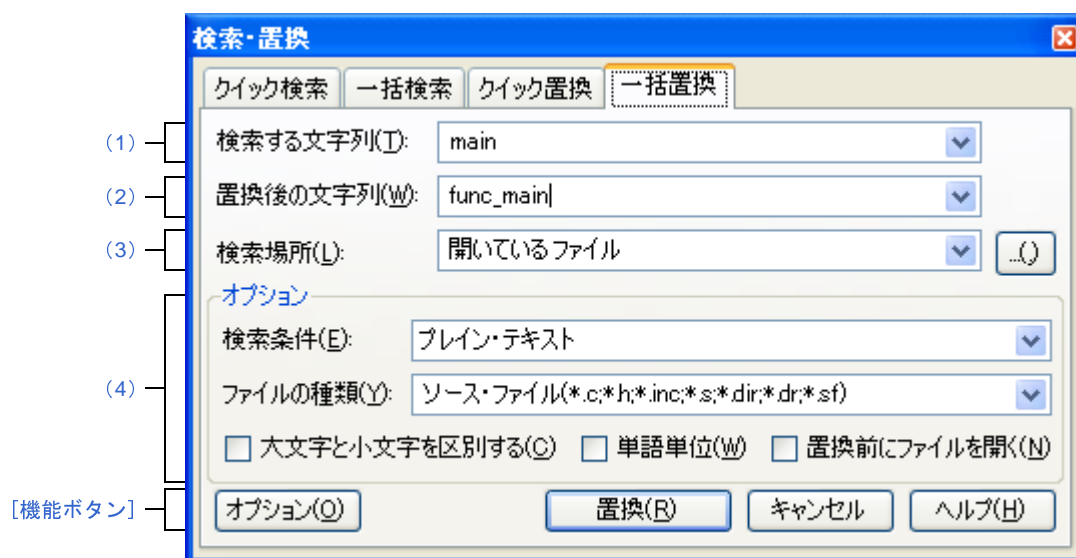 検索・置換
クイック検索 一括検索 クイック置換 一括置換
(1) 検索する文字列(T): main
(2) 置換後の文字列(W): func_main
(3) 検索場所(L): 開いているファイル ...()
オプション
検索条件(E): プレイン・テキスト
(4) ファイルの種類(Y): ソース・ファイル(*.c;*.h;*.inc;*.s;*.dir;*.dr;*.sf)
大文字と小文字を区別する(C) 単語単位(W) 置換前にファイルを開く(N)
[機能ボタン] オプション(O) 置換(R) キャンセル ヘルプ(H)